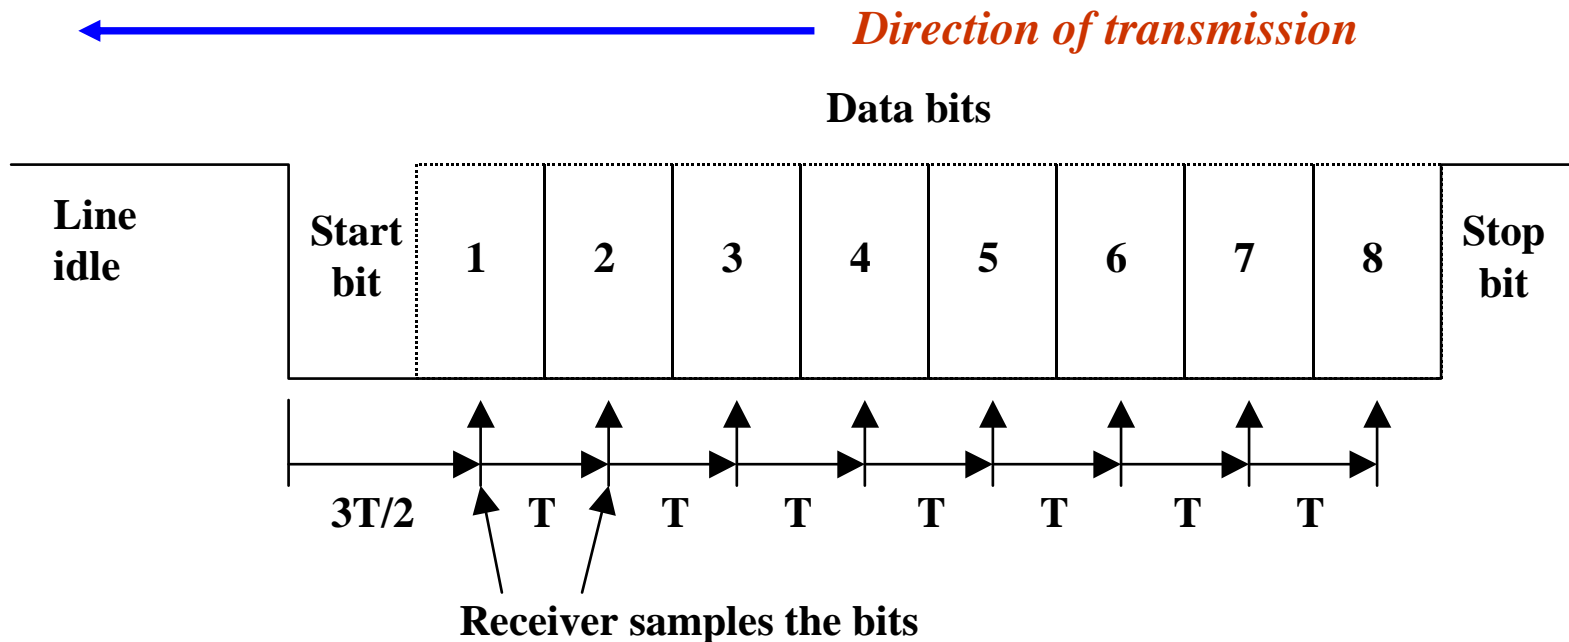 Direction of transmission
Data bits
Line
idle
Start
bit
1 2 3 4 5 6 7 8
Stop
bit
3T/2 T T T T T T T
Receiver samples the bits